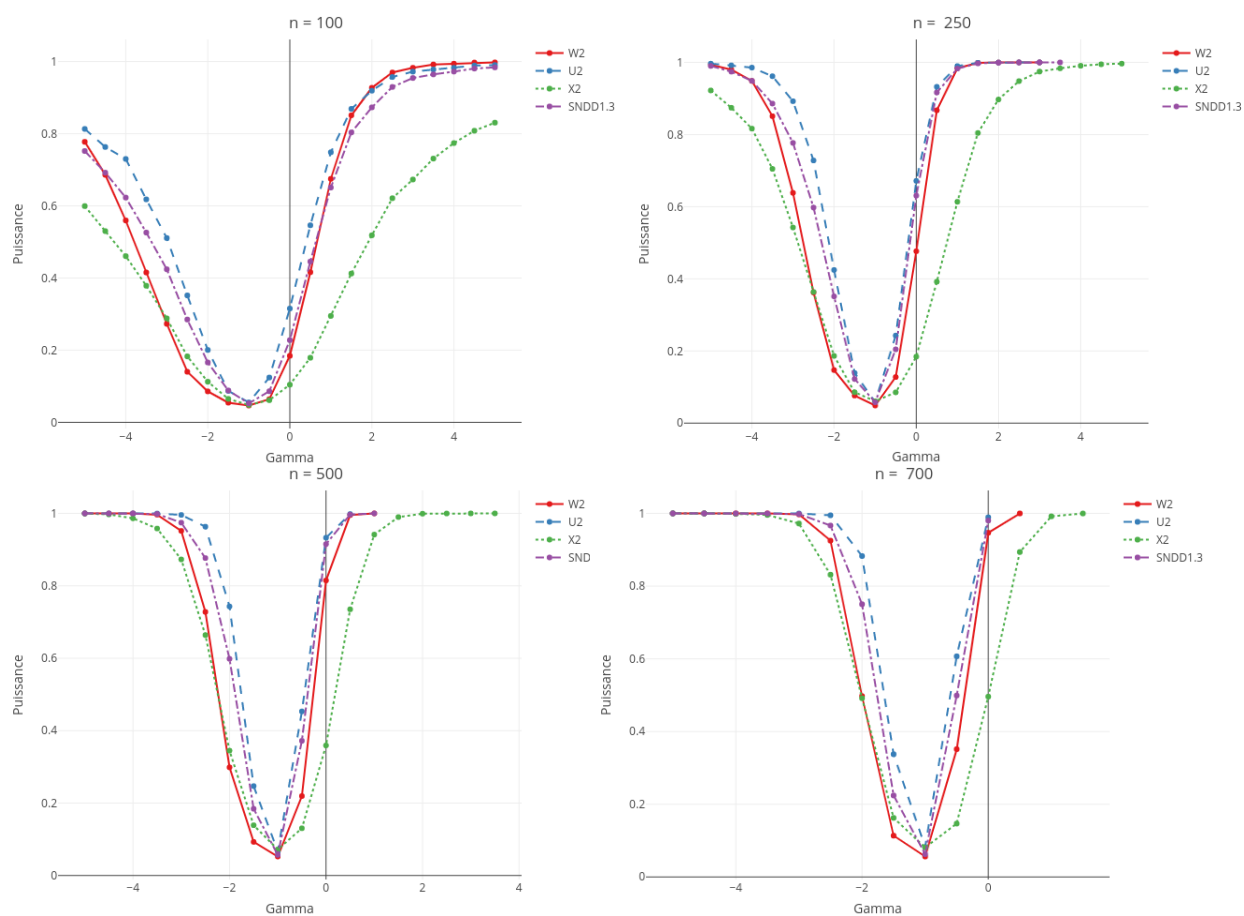 n = 100
W2
U2
X2
SNDD1.3
Puissance
1
0.8
0.6
0.4
0.2
0
−4
−2
0
2
4
Gamma
n = 250
W2
U2
X2
SNDD1.3
Puissance
1
0.8
0.6
0.4
0.2
0
−4
−2
0
2
4
Gamma
n = 500
W2
U2
X2
SND
Puissance
1
0.8
0.6
0.4
0.2
0
−4
−2
0
2
4
Gamma
n = 700
W2
U2
X2
SNDD1.3
Puissance
1
0.8
0.6
0.4
0.2
0
−4
−2
0
Gamma